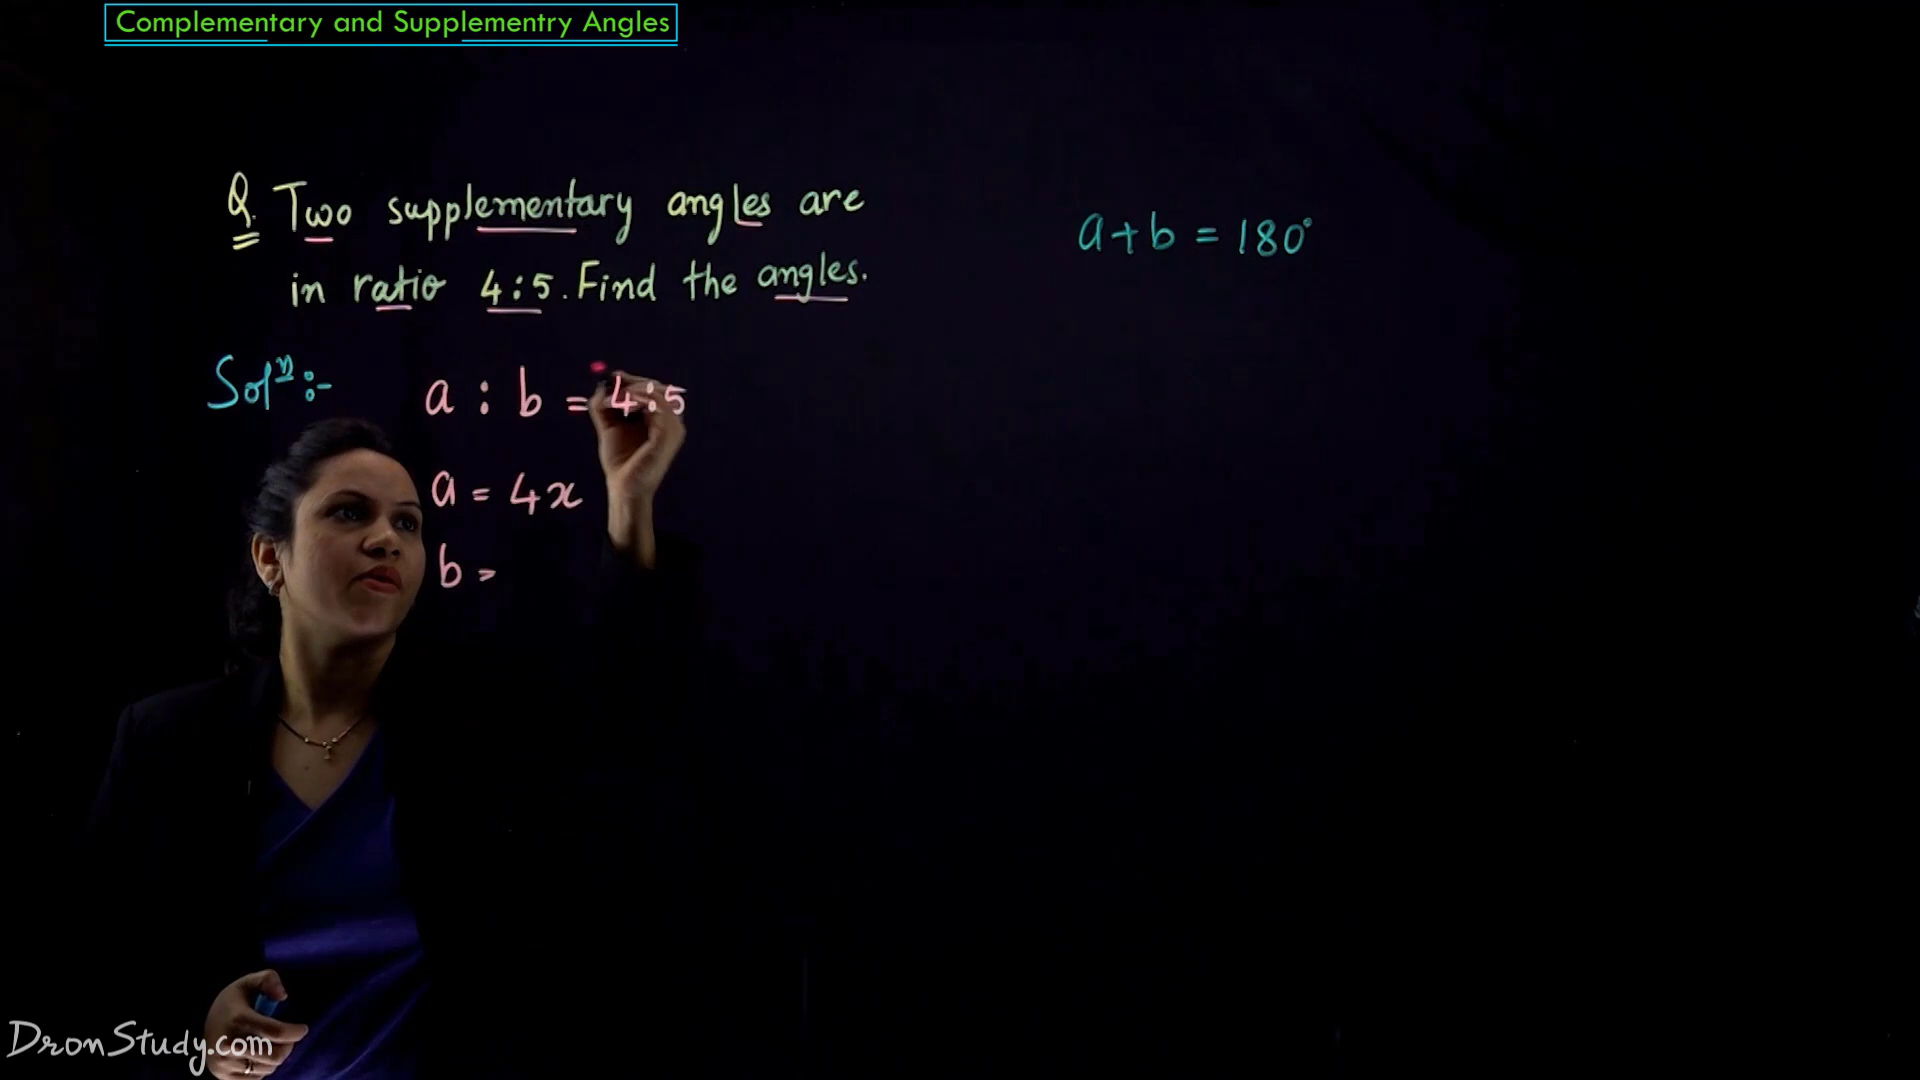 Complementary and Supplementry Angles
Q. Two supplementary angles are
in ratio 4:5. Find the angles.
a+b = 180°
Solⁿ:-
a : b = 4:5
a = 4x
b =
DronStudy.com